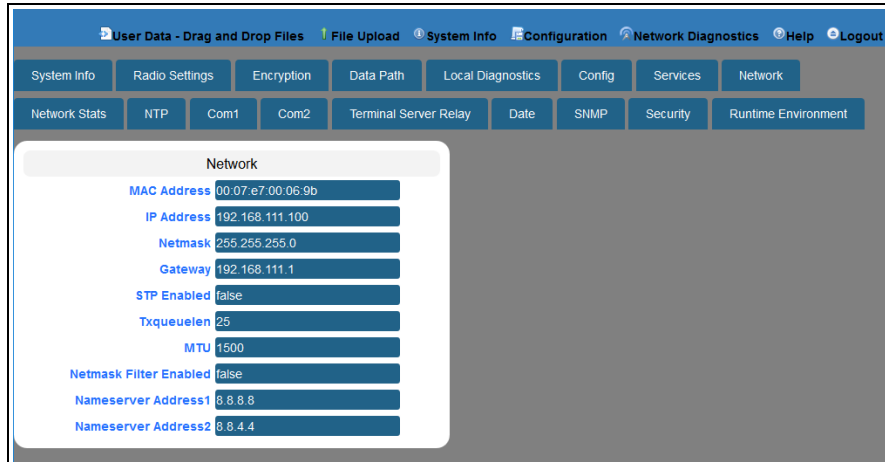 User Data - Drag and Drop Files File Upload System Info Configuration Network Diagnostics Help Logout
System Info Radio Settings Encryption Data Path Local Diagnostics Config Services Network
Network Stats NTP Com1 Com2 Terminal Server Relay Date SNMP Security Runtime Environment
Network
MAC Address 00:07:e7:00:06:9b
IP Address 192.168.111.100
Netmask 255.255.255.0
Gateway 192.168.111.1
STP Enabled false
Txqueuelen 25
MTU 1500
Netmask Filter Enabled false
Nameserver Address1 8.8.8.8
Nameserver Address2 8.8.4.4